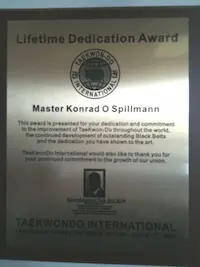 Lifetime Dedication Award
TAEKWON-DO
INTERNATIONAL
Master Konrad O Spillmann
This award is presented for your dedication and commitment
to the improvement of TaeKwon-Do throughout the world,
the continued development of outstanding Black Belts
and the dedication you have shown to the art.
TaeKwonDo International would also like to thank you for
your continued commitment to the growth of our union.
TAEKWONDO INTERNATIONAL